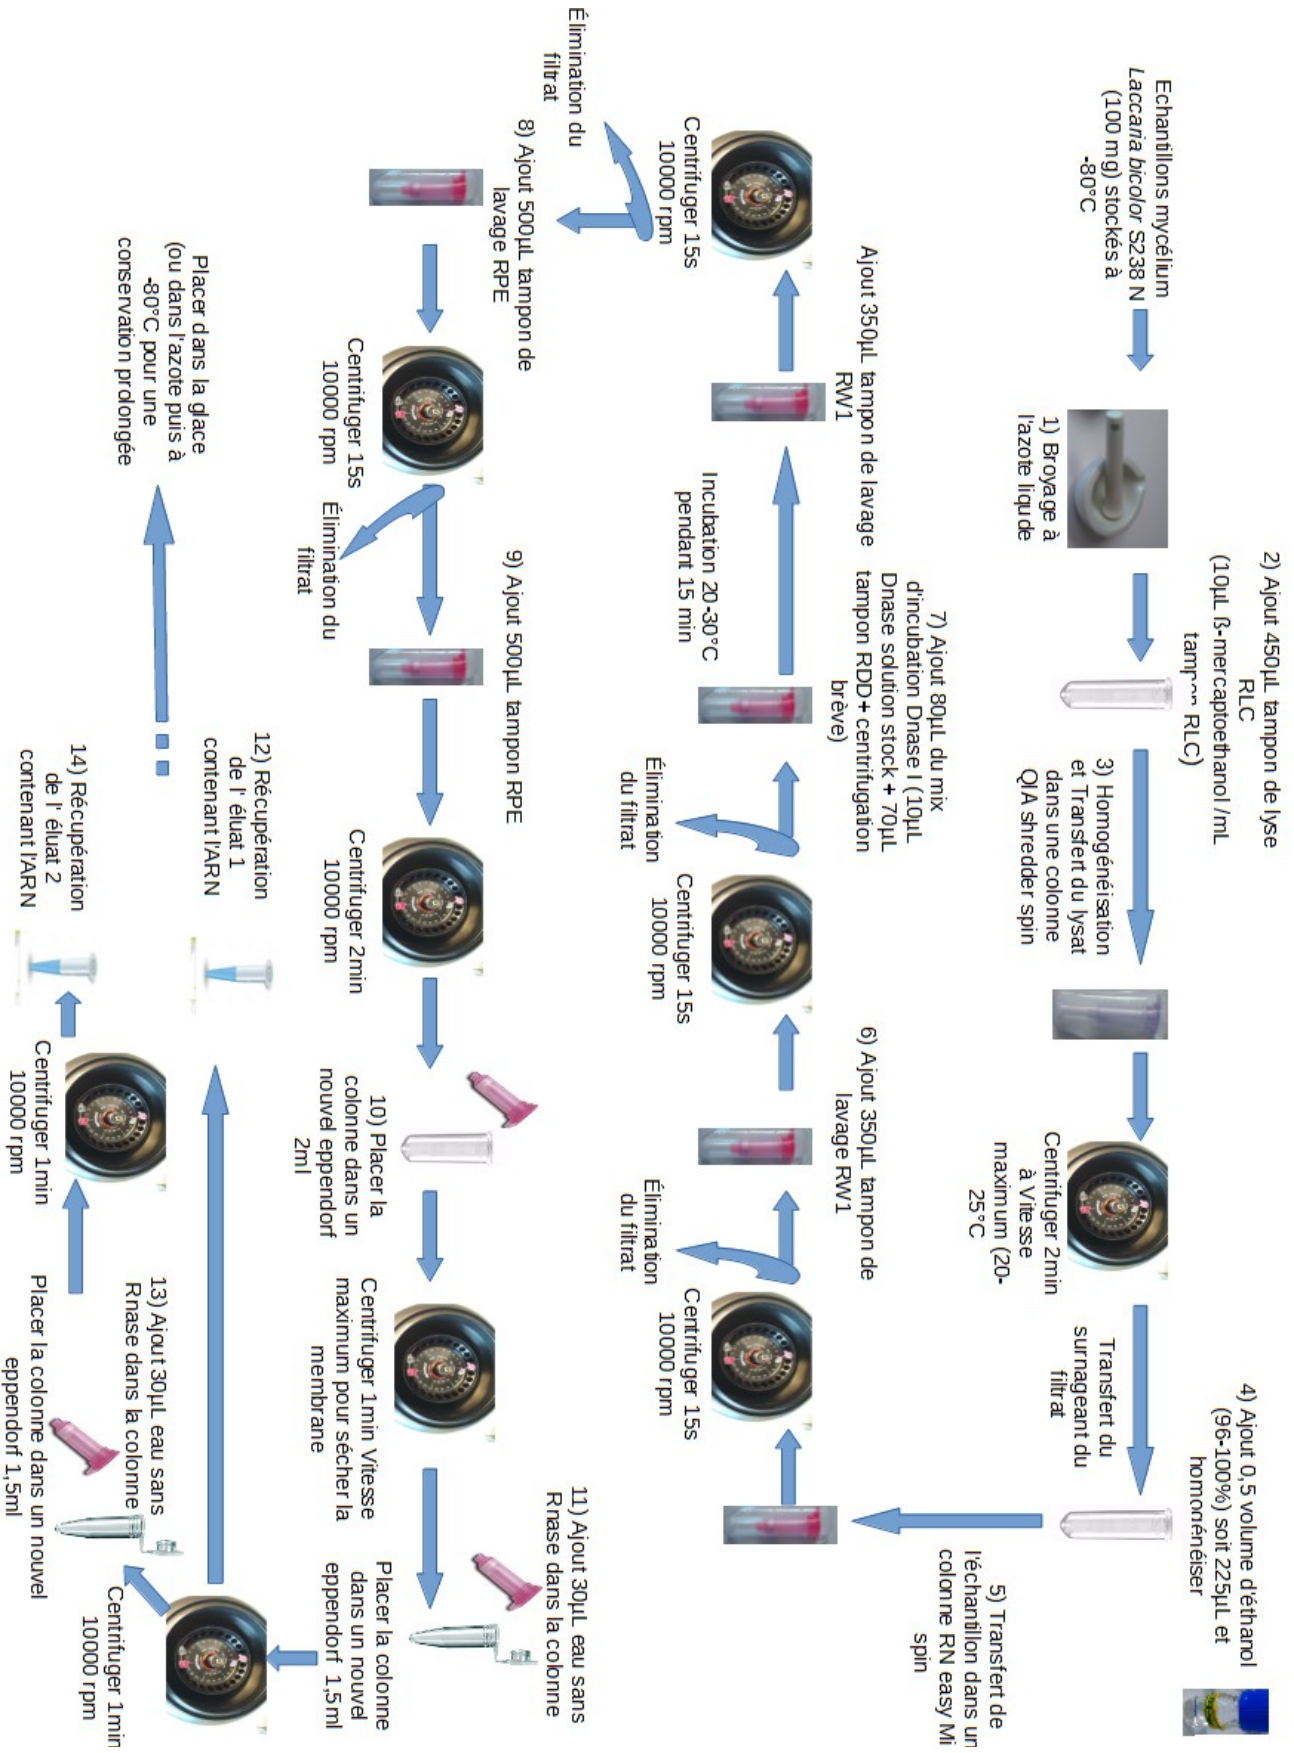 Echantillons mycélium
Laccaria bicolor S238 N
(100 mg) stockés à
-80°C
1) Broyage à
l'azote liqude
2) Ajout 450µL tampon de lyse
RLC
(10µL ß-mercaptoethanol /mL
tampon RLC)
3) Homogénéisation
et Transfert du lysat
dans une colonne
QIA shredder spin
Centrifuger 2min
à Vitesse
maximum (20-
25°C
Transfert du
surnageant du
filtrat
4) Ajout 0,5 volume d'éthanol
(96-100%) soit 225µL et
homogénéiser
5) Transfert de
l'échantillon dans un
colonne RN easy Mi
spin
Centrifuger 15s
10000 rpm
Élimination
du filtrat
6) Ajout 350µL tampon de
lavage RW1
Centrifuger 15s
10000 rpm
Élimination
du filtrat
7) Ajout 80µL du mix
d'incubation Dnase I (10µL
Dnase solution stock + 70µL
tampon RDD+ centrifugation
brève)
Incubation 20-30°C
pendant 15 min
Ajout 350µL tampon de lavage
RW1
Centrifuger 15s
10000 rpm
Élimination du
filtrat
8) Ajout 500µL tampon de
lavage RPE
Centrifuger 15s
10000 rpm
Élimination du
filtrat
9) Ajout 500µL tampon RPE
Centrifuger 2min
10000 rpm
10) Placer la
colonne dans un
nouvel eppendorf
2ml
Centrifuger 1min Vitesse
maximum pour sécher la
membrane
11) Ajout 30µL eau sans
Rnase dans la colonne
Placer la colonne
dans un nouvel
eppendorf 1,5ml
Centrifuger 1min
10000 rpm
12) Récupération
de l' éluat 1
contenant l'ARN
Placer dans la glace
(ou dans l'azote puis à
-80°C pour une
conservation prolongée
13) Ajout 30µL eau sans
Rnase dans la colonne
Placer la colonne dans un nouvel
eppendorf 1,5ml
Centrifuger 1min
10000 rpm
14) Récupération
de l' éluat 2
contenant l'ARN